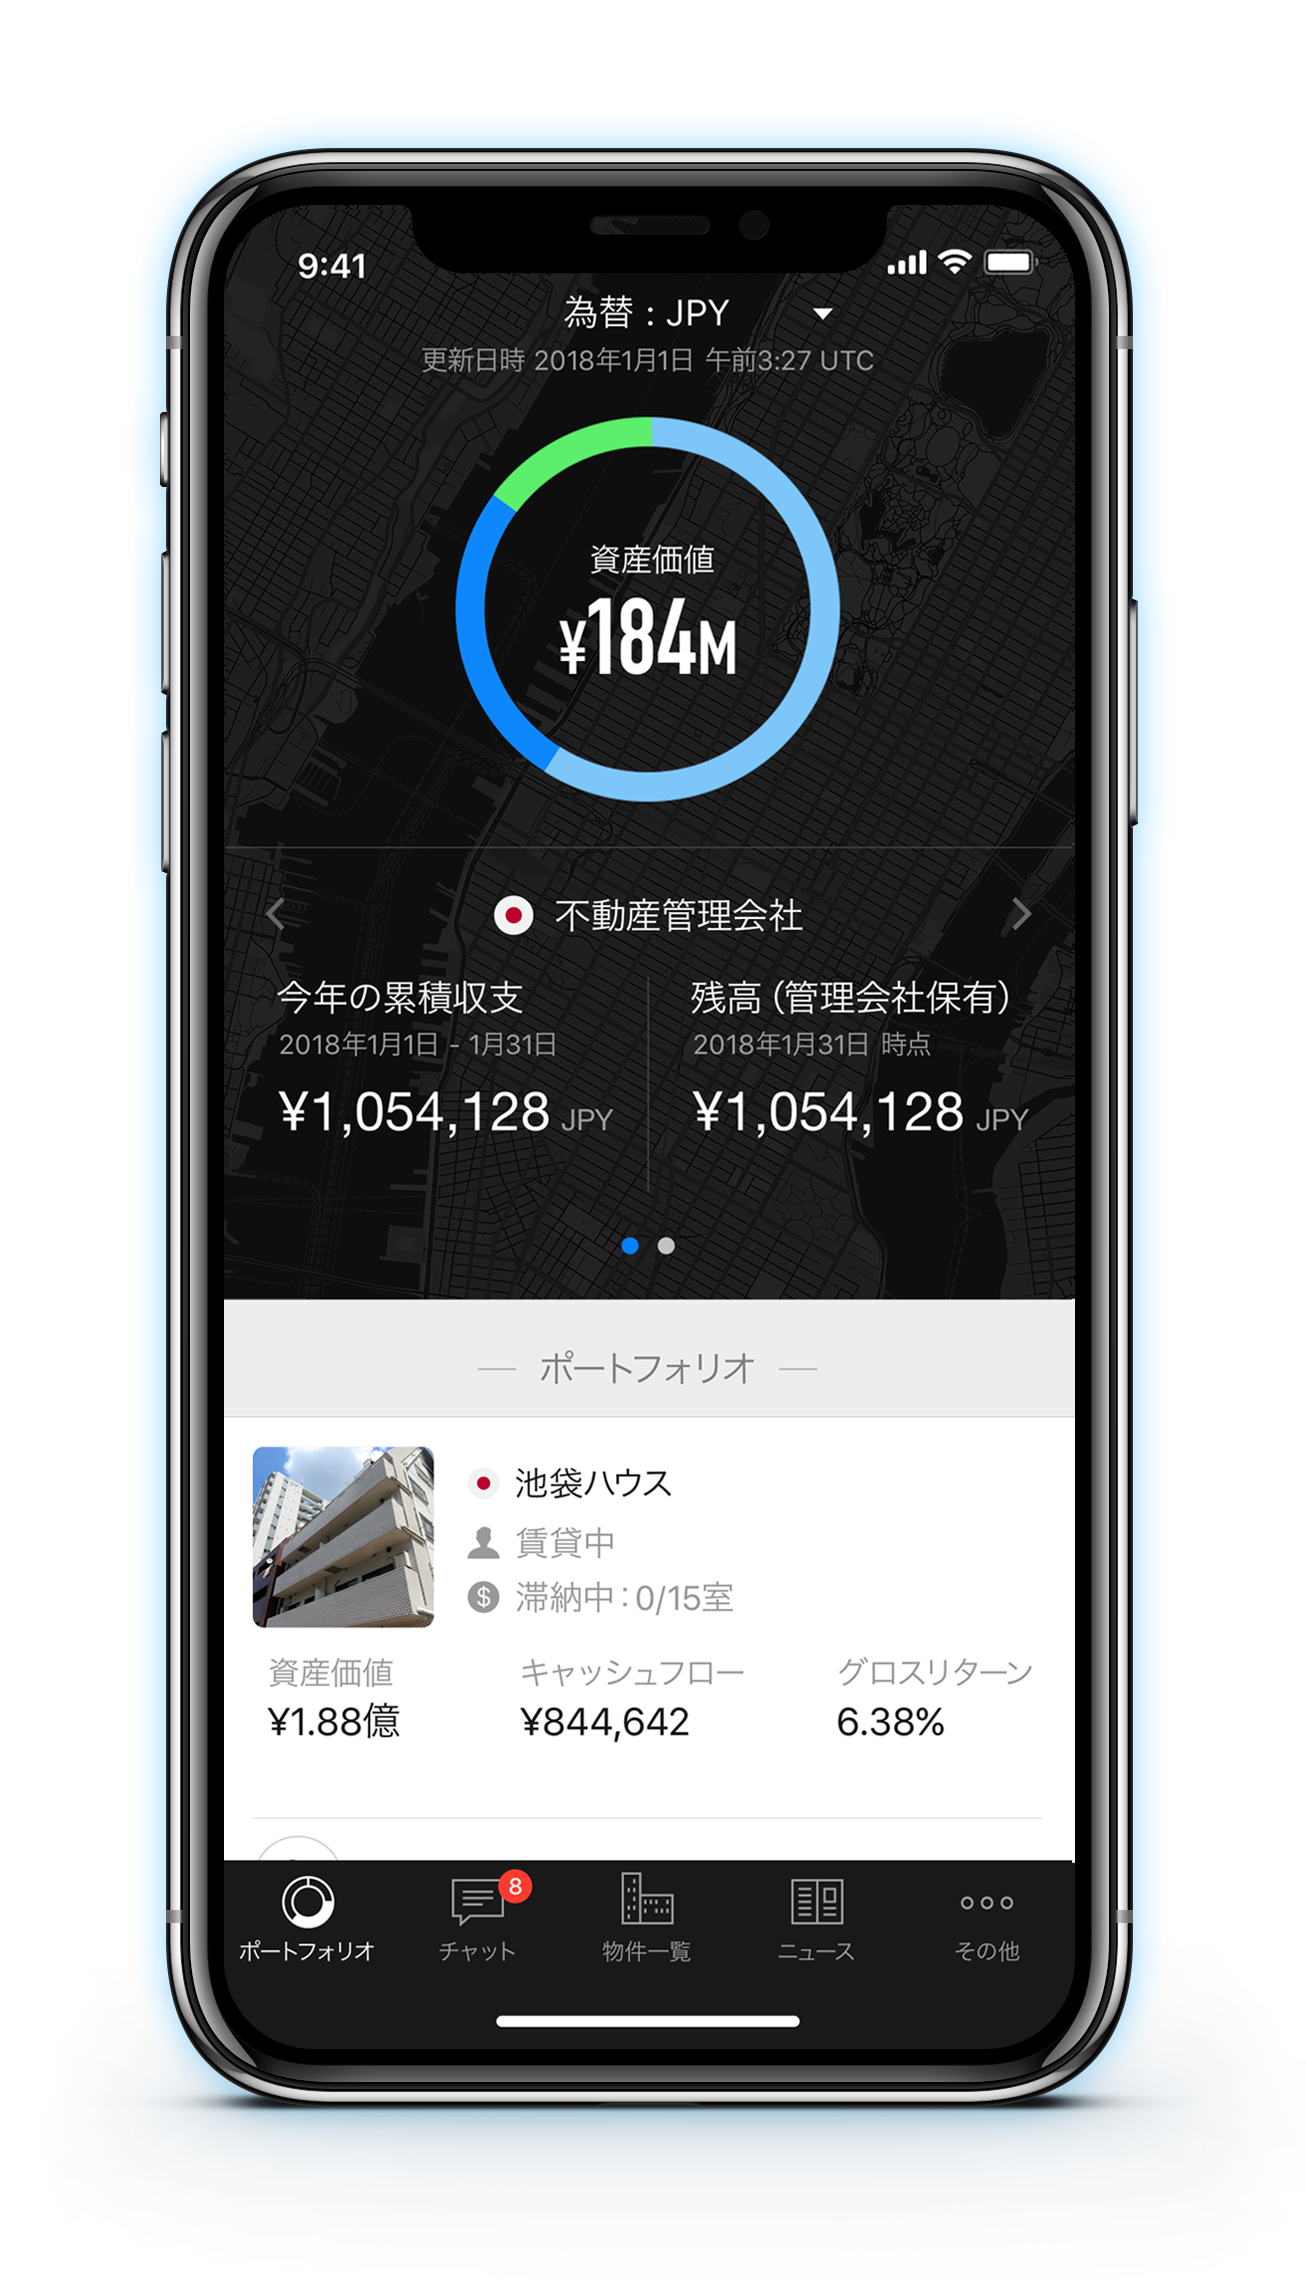 9:41
為替：JPY
更新日時 2018年1月1日 午前3:27 UTC
資産価値
¥184M
不動産管理会社
今年の累積収支
2018年1月1日 - 1月31日
¥1,054,128 JPY
残高（管理会社保有）
2018年1月31日 時点
¥1,054,128 JPY
ポートフォリオ
池袋ハウス
賃貸中
$ 滞納中：0/15室
資産価値 キャッシュフロー グロスリターン
¥1.88億 ¥844,642 6.38%
8
ポートフォリオ チャット 物件一覧 ニュース その他